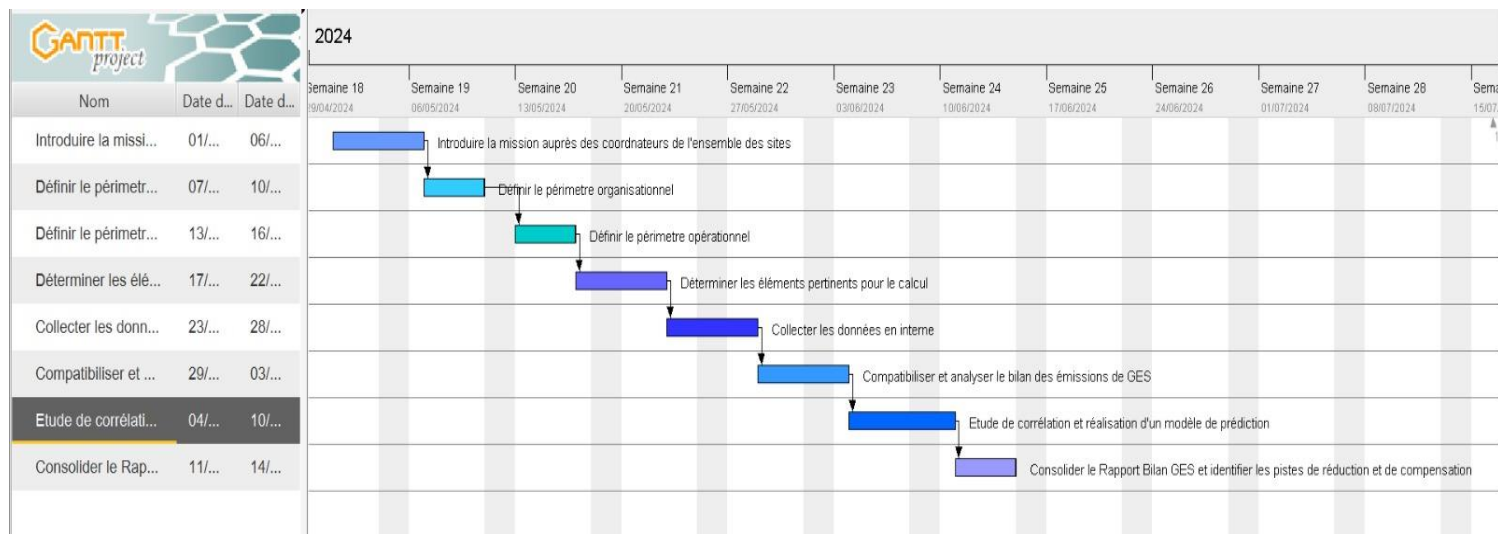 GANTT
project
2024
Semaine 18 Semaine 19 Semaine 20 Semaine 21 Semaine 22 Semaine 23 Semaine 24 Semaine 25 Semaine 26 Semaine 27 Semaine 28 Sema
29/04/2024 06/05/2024 13/05/2024 20/05/2024 27/05/2024 03/06/2024 10/06/2024 17/06/2024 24/06/2024 01/07/2024 08/07/2024 15/07.
Nom Date d... Date d...
Introduire la missi... 01/... 06/... Introduire la mission auprès des coordnateurs de l'ensemble des sites
Définir le périmetr... 07/... 10/... Définir le périmetre organisationnel
Définir le périmetr... 13/... 16/... Définir le périmetre opérationnel
Déterminer les élé... 17/... 22/... Déterminer les éléments pertinents pour le calcul
Collecter les donn... 23/... 28/... Collecter les données en interne
Compatibiliser et ... 29/... 03/... Compatibiliser et analyser le bilan des émissions de GES
Etude de corrélati... 04/... 10/... Etude de corrélation et réalisation d'un modèle de prédiction
Consolider le Rap... 11/... 14/... Consolider le Rapport Bilan GES et identifier les pistes de réduction et de compensation